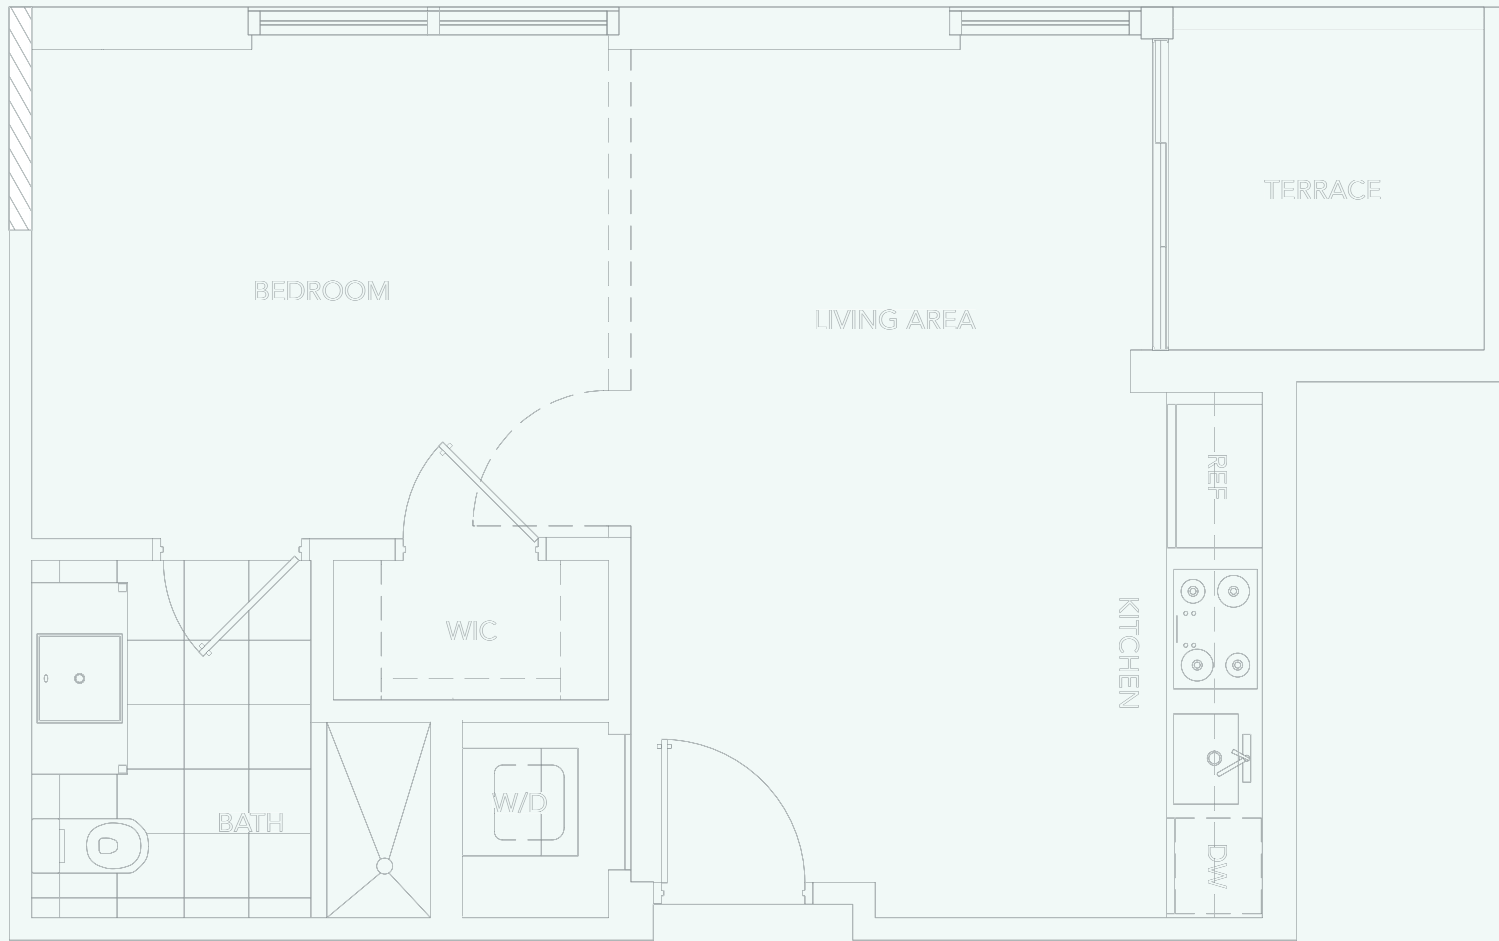 TERRACE
BEDROOM
LIVING AREA
REF
KITCHEN
WIC
W/D
BATH
DW